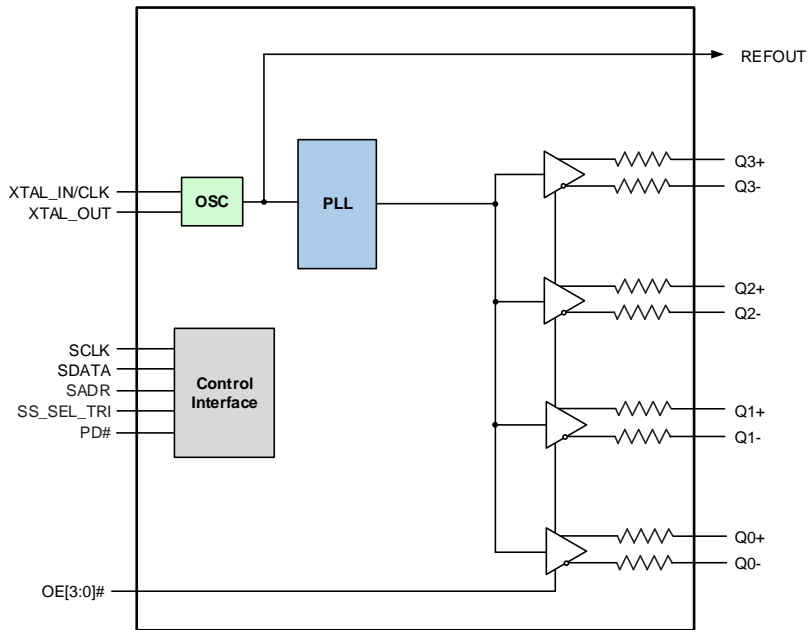 REFOUT
XTAL_IN/CLK
XTAL_OUT
OSC
PLL
Q3+
Q3-
Q2+
Q2-
SCLK
SDATA
SADR
SS_SEL_TRI
PD#
Control
Interface
Q1+
Q1-
Q0+
Q0-
OE[3:0]#